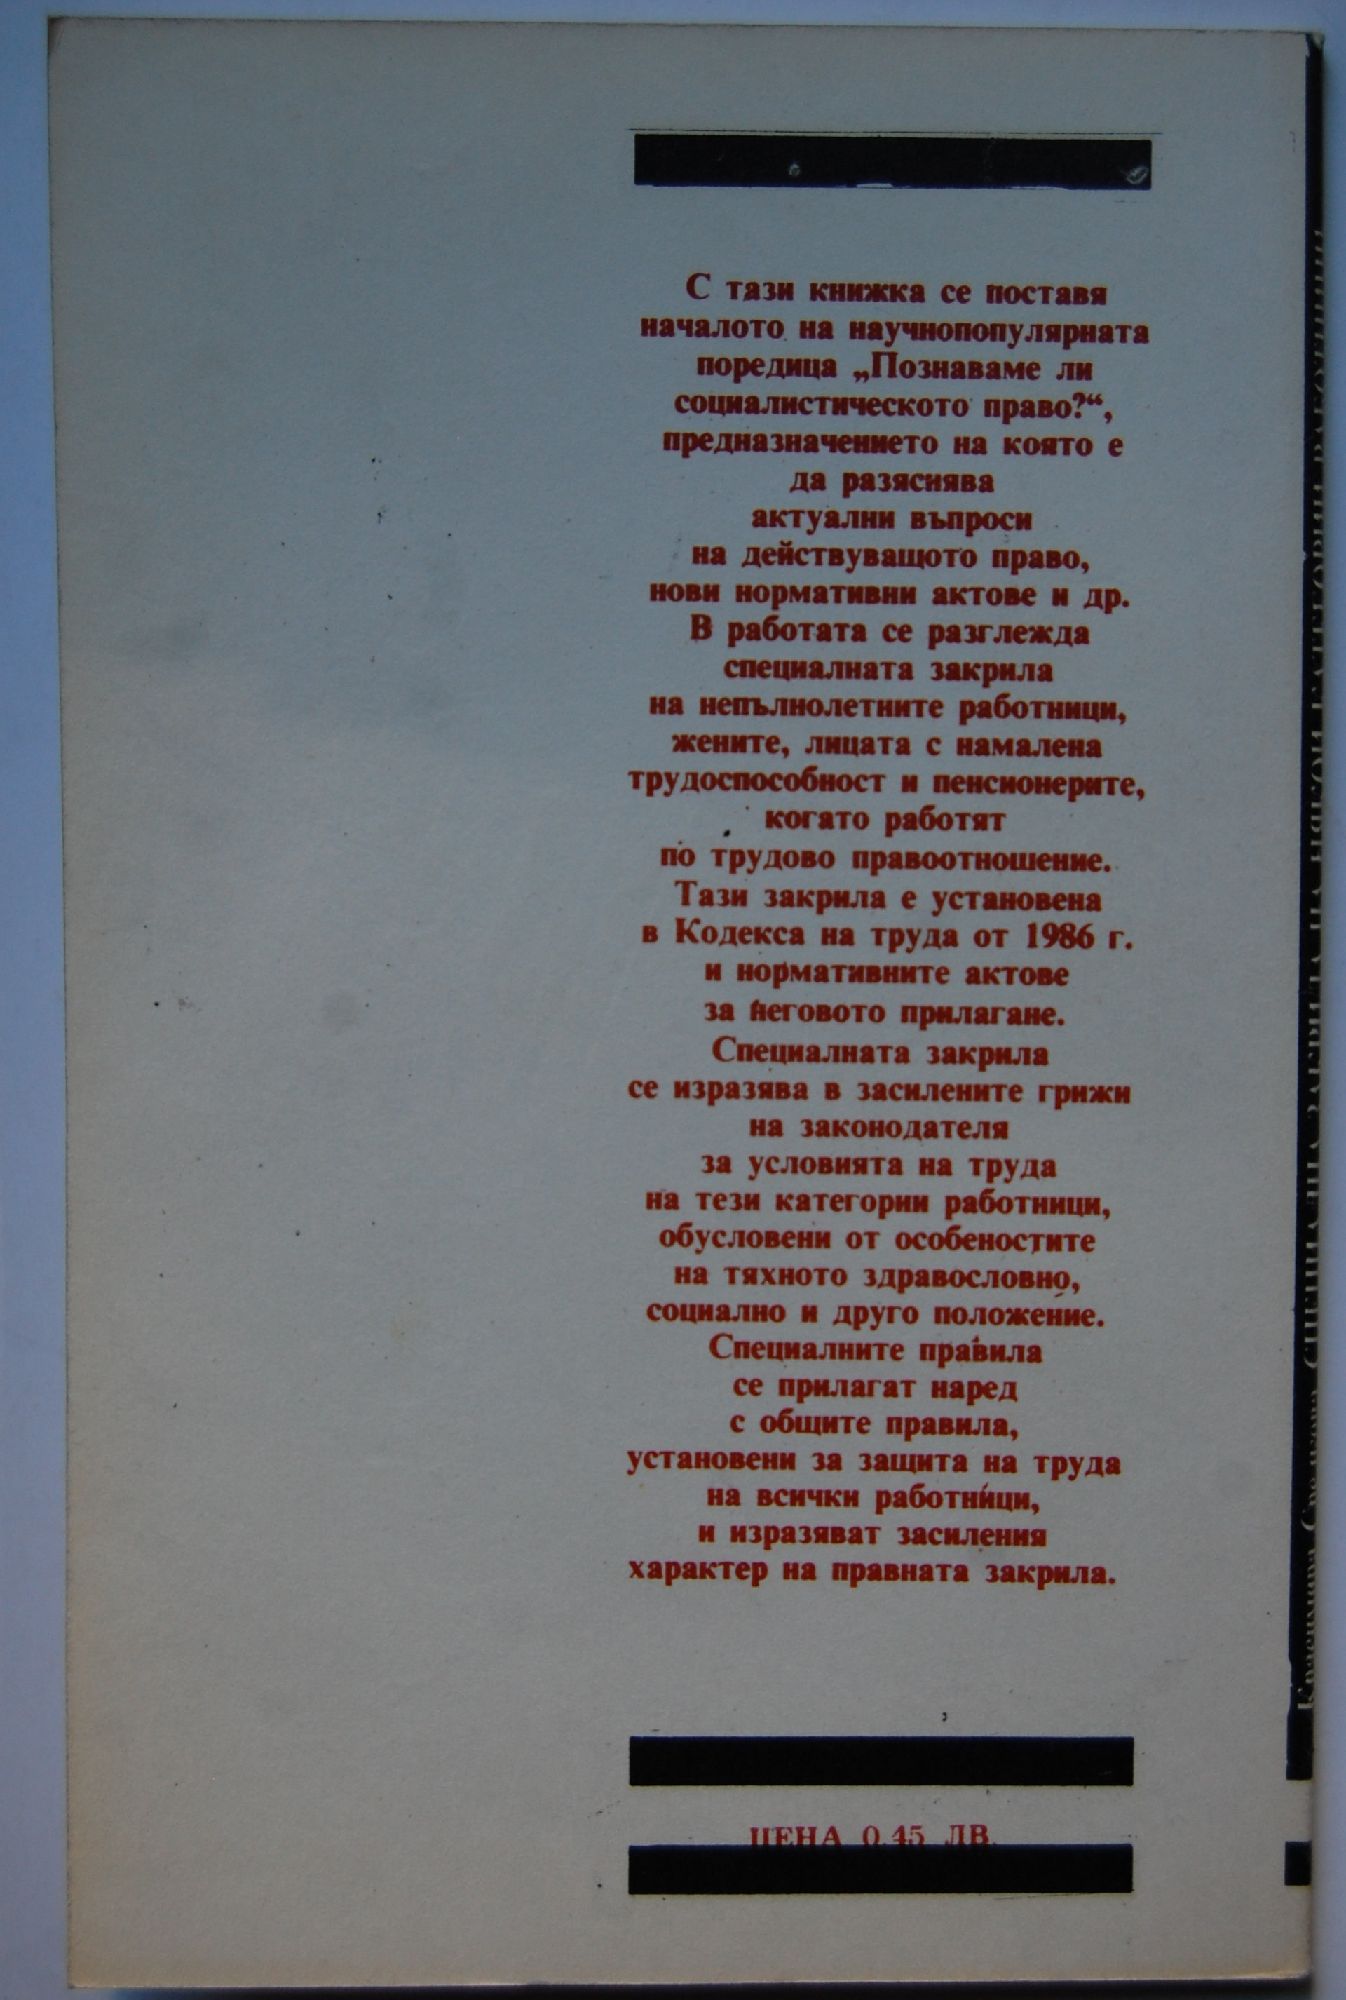 С тази книжка се поставя
началото на научнопопулярната
поредица „Познаваме ли
социалистическото право?“,
предназначението на която е
да разяснява
актуални въпроси
на действуващото право,
нови нормативни актове и др.
В работата се разглежда
специалната закрила
на непълнолетните работници,
жените, лицата с намалена
трудоспособност и пенсионерите,
когато работят
по трудово правоотношение.
Тази закрила е установена
в Кодекса на труда от 1986 г.
и нормативните актове
за неговото прилагане.
Специалната закрила
се изразява в засилените грижи
на законодателя
за условията на труда
на тези категории работници,
обусловени от особеностите
на тяхното здравословно,
социално и друго положение.
Специалните правила
се прилагат наред
с общите правила,
установени за защита на труда
на всички работници,
и изразяват засиления
характер на правната закрила.
ЦЕНА 0.45 ЛВ.